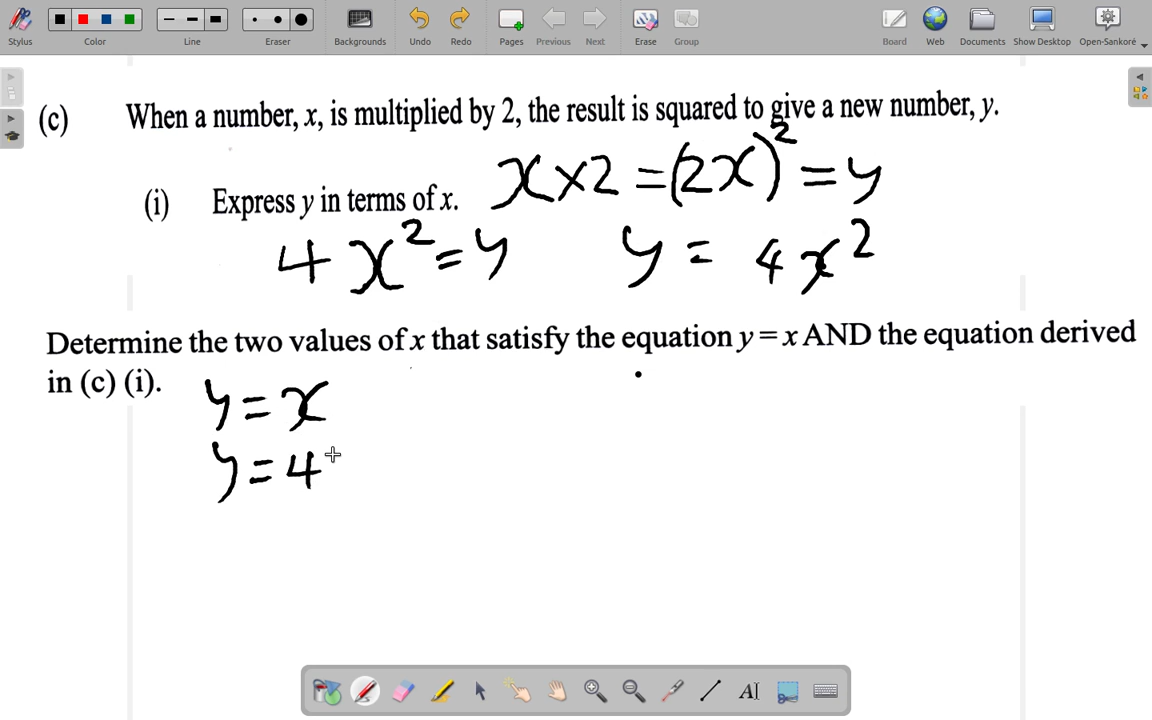 Stylus Color Line Eraser Backgrounds Undo Redo Pages Previous Next Erase Group Board Web Documents Show Desktop Open-Sankoré
(c) When a number, x, is multiplied by 2, the result is squared to give a new number, y.
(i) Express y in terms of x. x×2=(2x)²=y
4x²=y y=4x²
Determine the two values of x that satisfy the equation y = x AND the equation derived
in (c) (i).
y=x
y=4